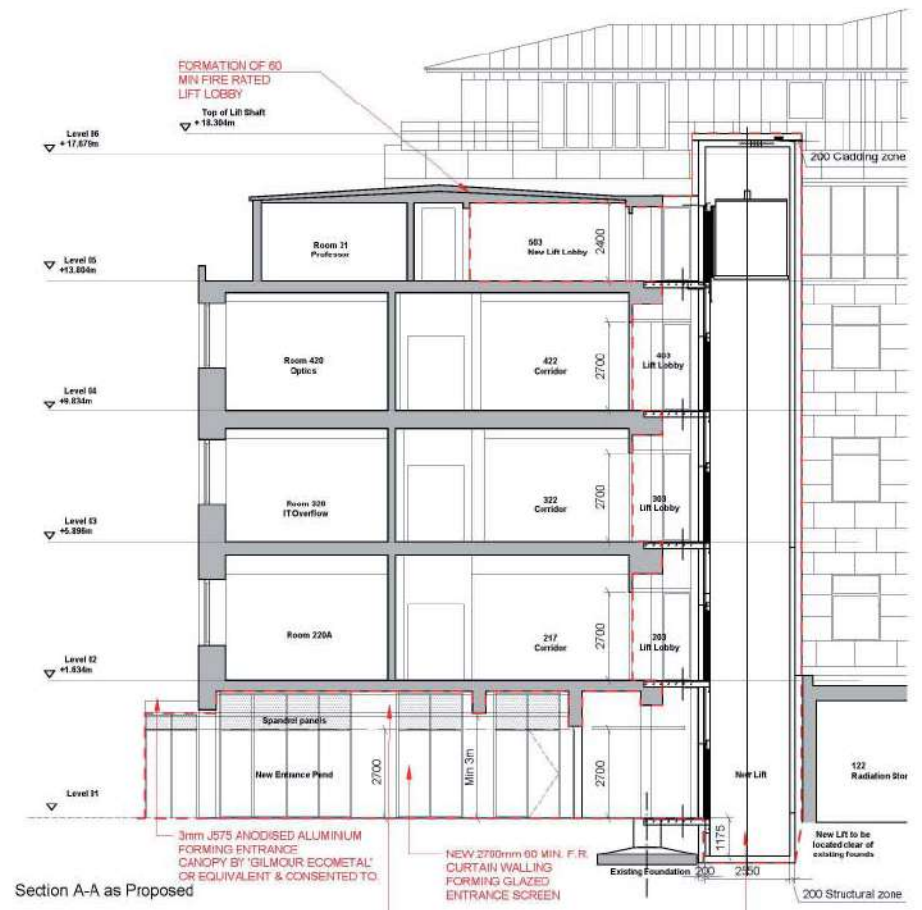 FORMATION OF 60
MIN FIRE RATED
LIFT LOBBY
Top of Lift Shaft
+ 18.304m
Level 06
+17.679m
200 Cladding zone
Room 31
Professor
503
New Lift Lobby
2400
Level 05
+13.804m
Room 420
Optics
422
Corridor
2700
403
Lift Lobby
Level 04
+9.834m
Room 320
IT Overflow
322
Corridor
2700
303
Lift Lobby
Level 03
+5.896m
Room 220A
217
Corridor
2700
203
Lift Lobby
Level 02
+1.634m
Spandrel panels
New Entrance Pend
2700
Min 3m
2700
New Lift
122
Radiation Stor
Level 01
1175
3mm J575 ANODISED ALUMINUM
FORMING ENTRANCE
CANOPY BY 'GILMOUR ECOMETAL'
OR EQUIVALENT & CONSENTED TO.
NEW 2700mm 60 MIN. F.R.
CURTAIN WALLING
FORMING GLAZED
ENTRANCE SCREEN
Existing Foundation
200
2550
New Lift to be
located clear of
existing founds
200 Structural zone
Section A-A as Proposed